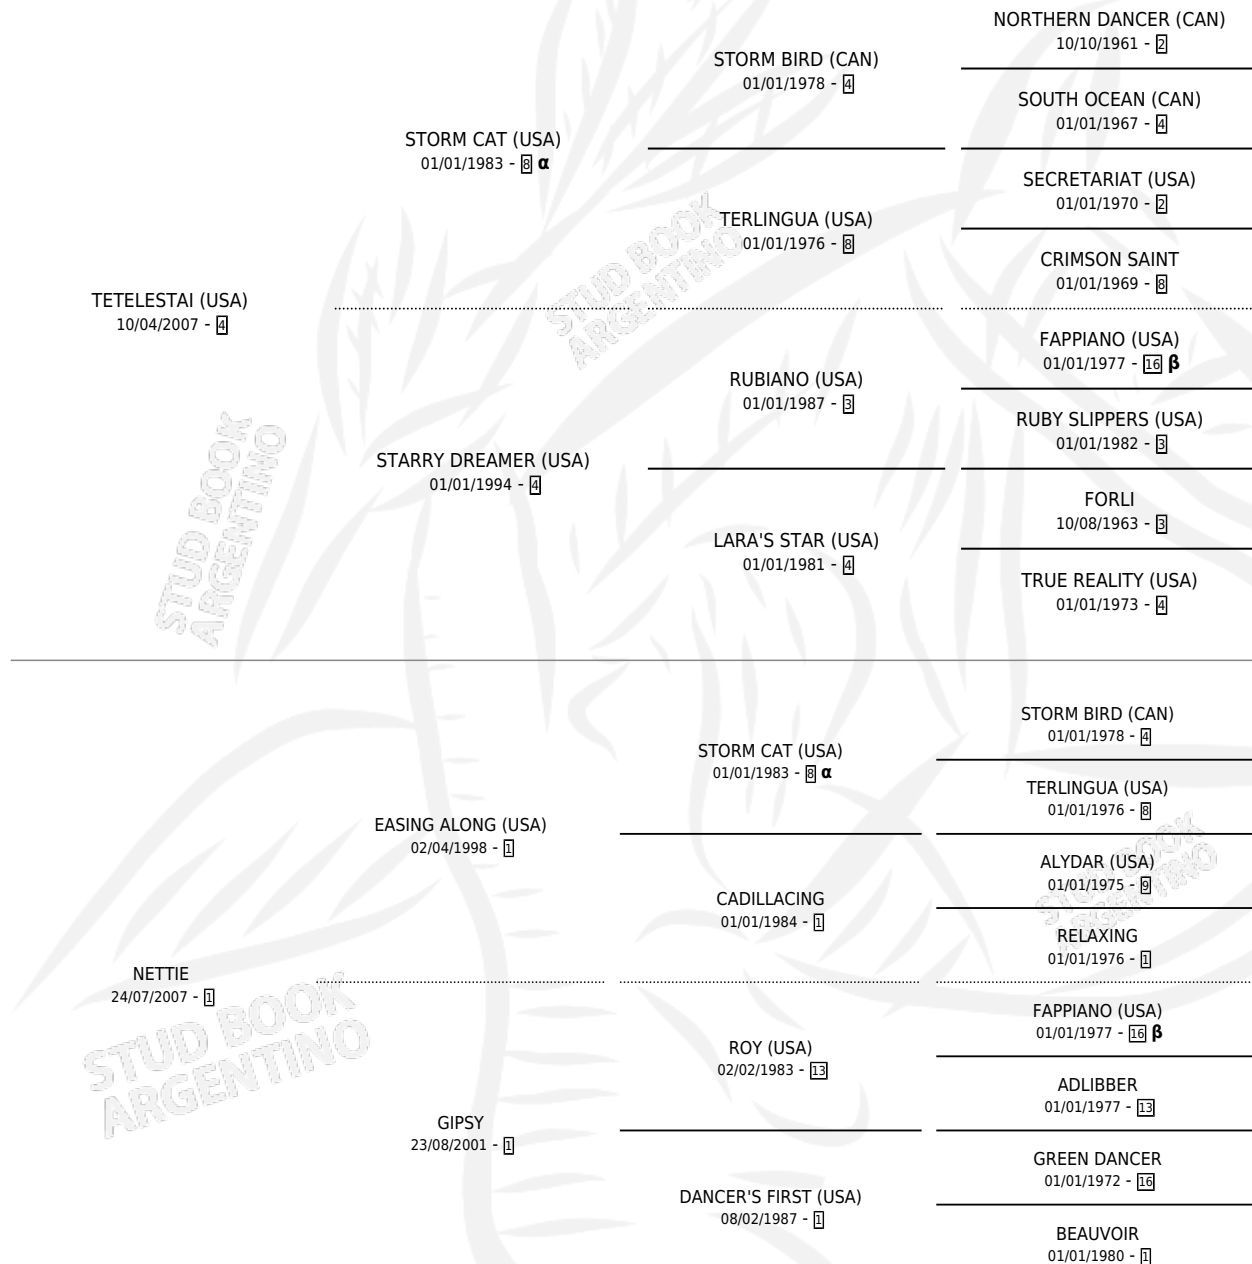 NORTHERN DANCER (CAN)
10/10/1961 - 2
STORM BIRD (CAN)
01/01/1978 - 4
SOUTH OCEAN (CAN)
01/01/1967 - 4
STORM CAT (USA)
01/01/1983 - 8 α
SECRETARIAT (USA)
01/01/1970 - 2
TERLINGUA (USA)
01/01/1976 - 8
CRIMSON SAINT
01/01/1969 - 8
STUD BOOK
ARGENTINO
TETELESTAI (USA)
10/04/2007 - 4
FAPPIANO (USA)
01/01/1977 - 16 β
RUBIANO (USA)
01/01/1987 - 3
RUBY SLIPPERS (USA)
01/01/1982 - 3
STARRY DREAMER (USA)
01/01/1994 - 4
FORLI
10/08/1963 - 3
LARA'S STAR (USA)
01/01/1981 - 4
TRUE REALITY (USA)
01/01/1973 - 4
STUD BOOK
ARGENTINO
STORM BIRD (CAN)
01/01/1978 - 4
STORM CAT (USA)
01/01/1983 - 8 α
TERLINGUA (USA)
01/01/1976 - 8
EASING ALONG (USA)
02/04/1998 - 1
ALYDAR (USA)
01/01/1975 - 9
CADILLACING
01/01/1984 - 1
RELAXING
01/01/1976 - 1
STUD BOOK
ARGENTINO
NETTIE
24/07/2007 - 1
FAPPIANO (USA)
01/01/1977 - 16 β
ROY (USA)
02/02/1983 - 13
ADLIBBER
01/01/1977 - 13
STUD BOOK
ARGENTINO
GIPSY
23/08/2001 - 1
GREEN DANCER
01/01/1972 - 16
DANCER'S FIRST (USA)
08/02/1987 - 1
BEAUVOIR
01/01/1980 - 1